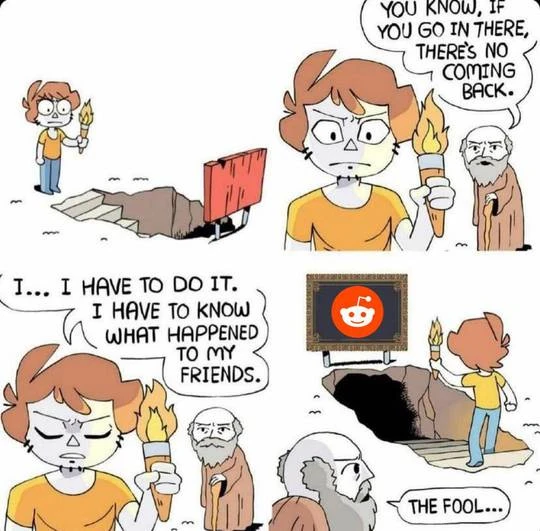 YOU KNOW, IF
YOU GO IN THERE,
THERE'S NO
COMING
BACK.
I... I HAVE TO DO IT.
I HAVE TO KNOW
WHAT HAPPENED
TO MY
FRIENDS.
THE FOOL...